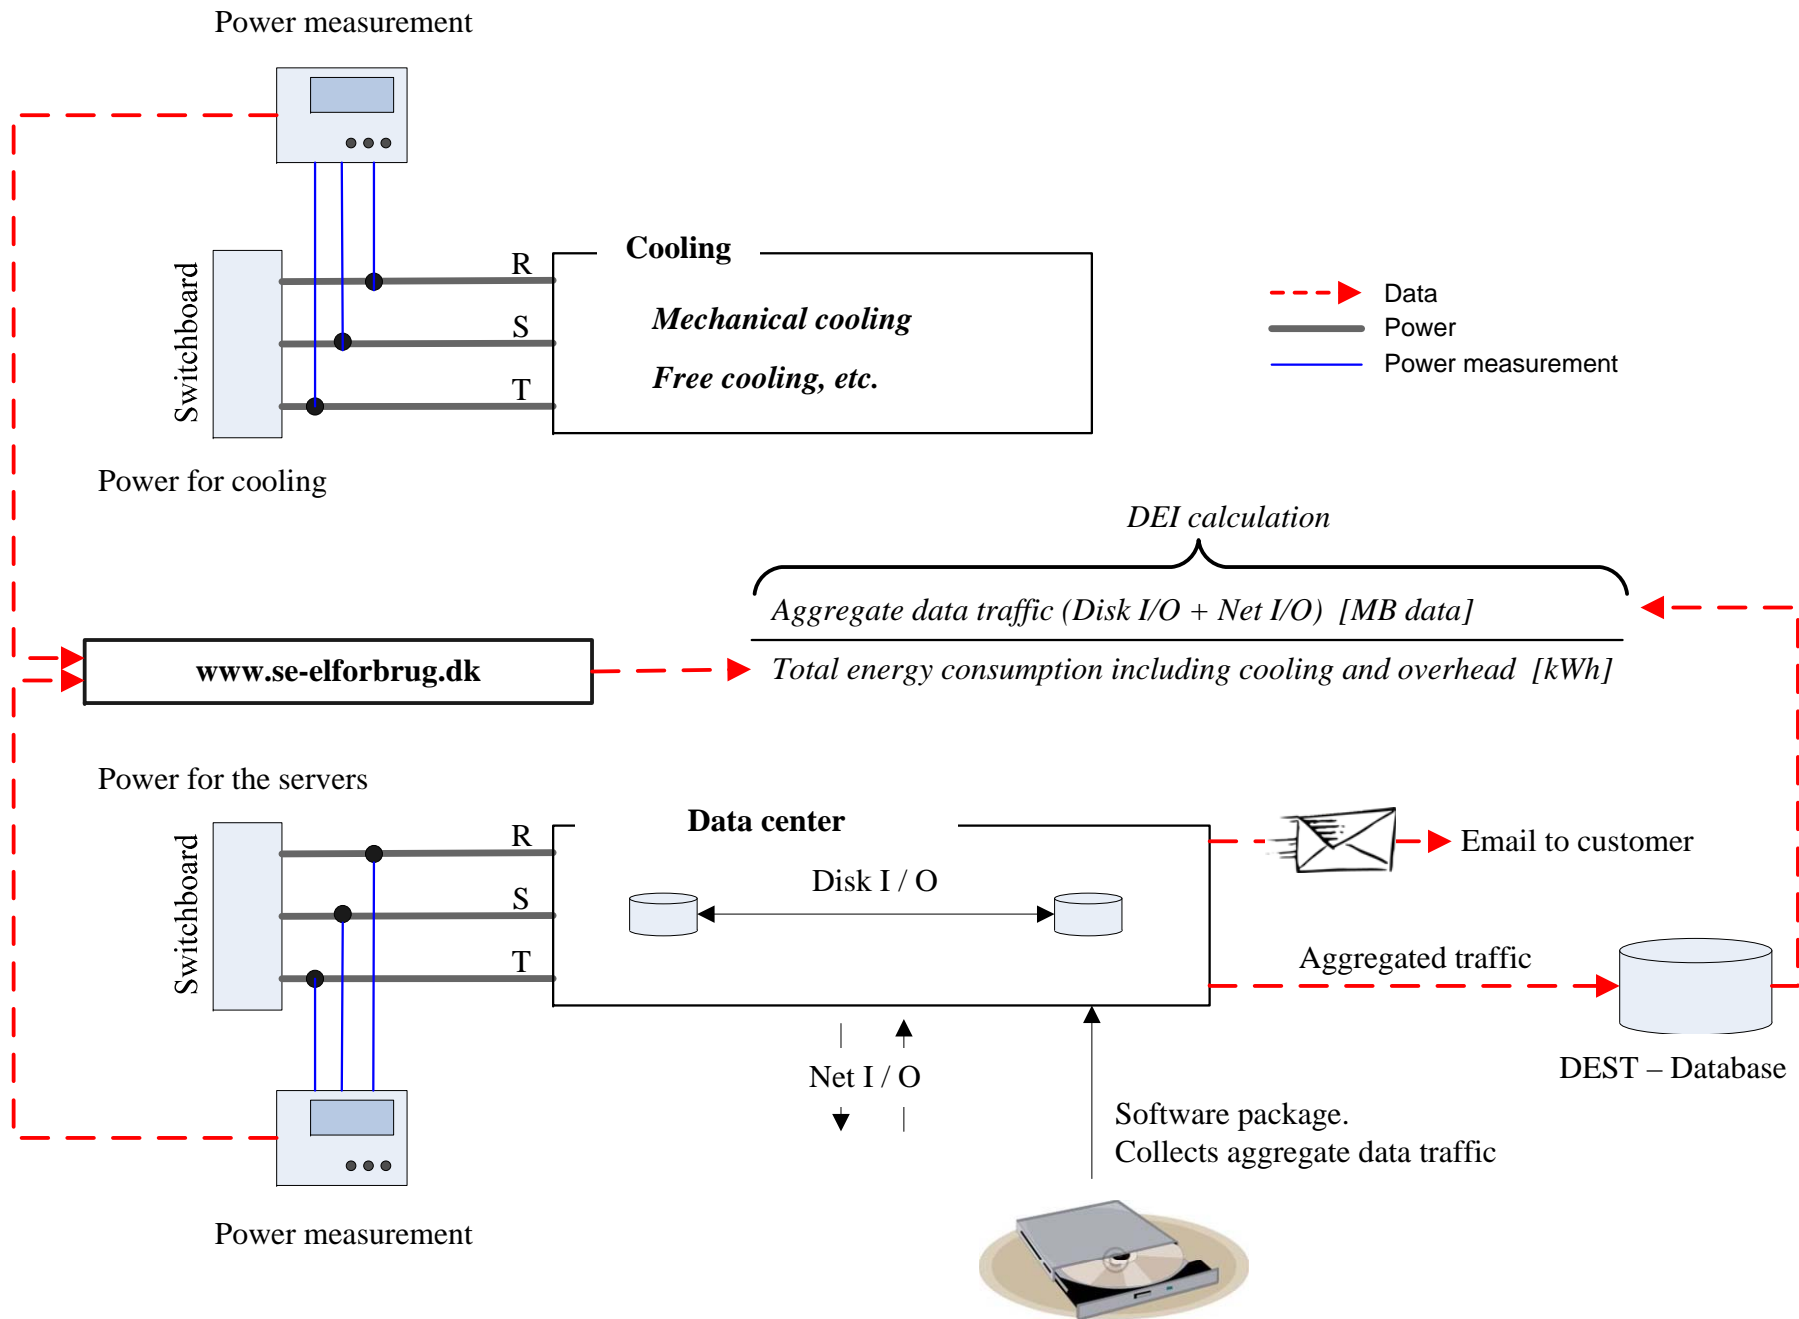 Power measurement
Switchboard
R
S
T
Cooling
Mechanical cooling
Free cooling, etc.
Data
Power
Power measurement
Power for cooling
DEI calculation
Aggregate data traffic (Disk I/O + Net I/O) [MB data]
Total energy consumption including cooling and overhead [kWh]
www.se-elforbrug.dk
Power for the servers
Switchboard
R
S
T
Data center
Disk I / O
Email to customer
Aggregated traffic
DEST – Database
Net I / O
Software package.
Collects aggregate data traffic
Power measurement